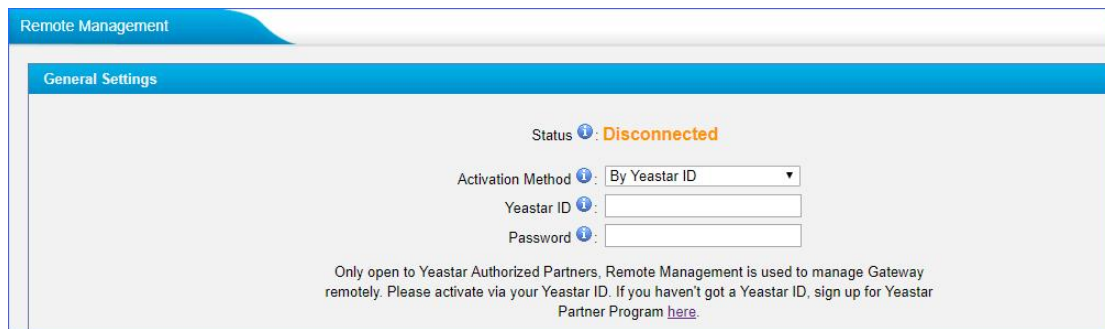 Remote Management
General Settings
Status : Disconnected
Activation Method : By Yeastar ID
Yeastar ID :
Password :
Only open to Yeastar Authorized Partners, Remote Management is used to manage Gateway
remotely. Please activate via your Yeastar ID. If you haven't got a Yeastar ID, sign up for Yeastar
Partner Program here.